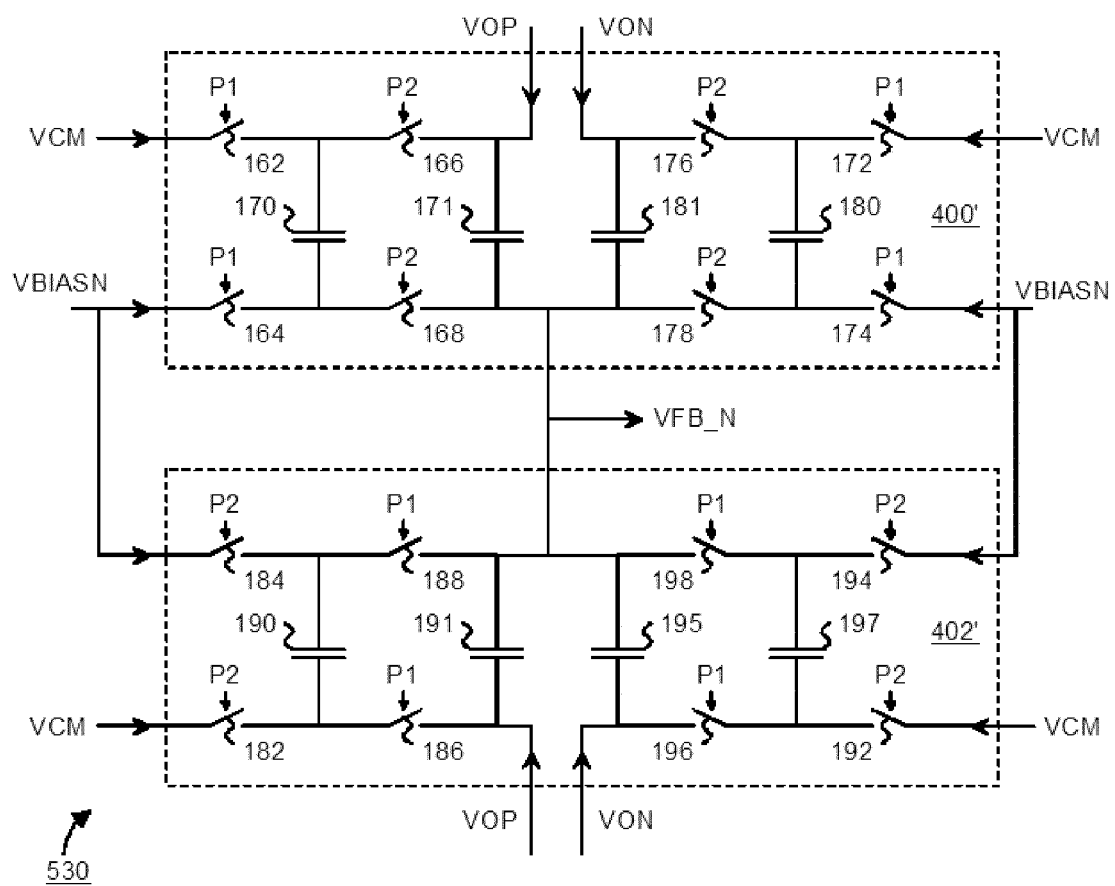 VOP VON
P1 P2 P2 P1
VCM VCM
162 166 176 172
170 171 181 180 400'
P1 P2 P2 P1
VBIASN VBIASN
164 168 178 174
VFB_N
P2 P1 P1 P2
184 188 198 194
190 191 195 197 402'
P2 P1 P1 P2
VCM VCM
182 186 196 192
VOP VON
530